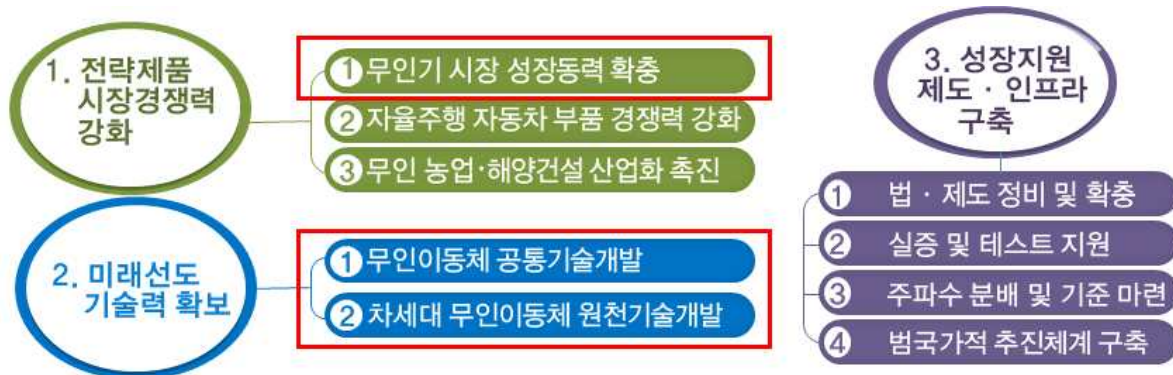 1. 전략제품
시장경쟁력
강화
① 무인기 시장 성장동력 확충
② 자율주행 자동차 부품 경쟁력 강화
③ 무인 농업·해양건설 산업화 촉진
2. 미래선도
기술력 확보
① 무인이동체 공통기술개발
② 차세대 무인이동체 원천기술개발
3. 성장지원
제도 · 인프라
구축
① 법 · 제도 정비 및 확충
② 실증 및 테스트 지원
③ 주파수 분배 및 기준 마련
④ 범국가적 추진체계 구축